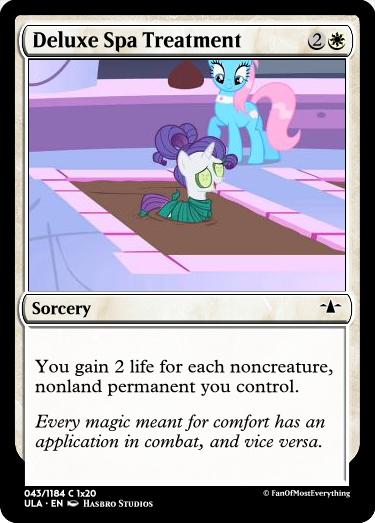 Deluxe Spa Treatment 2
Sorcery
You gain 2 life for each noncreature,
nonland permanent you control.
Every magic meant for comfort has an
application in combat, and vice versa.
043/1184 C 1x20
ULA • EN HASBRO STUDIOS
© FanOfMostEverything